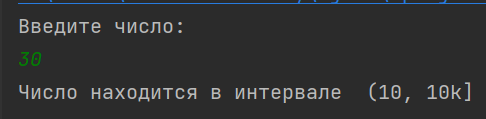 Введите число:
30
Число находится в интервале  (10, 10k]